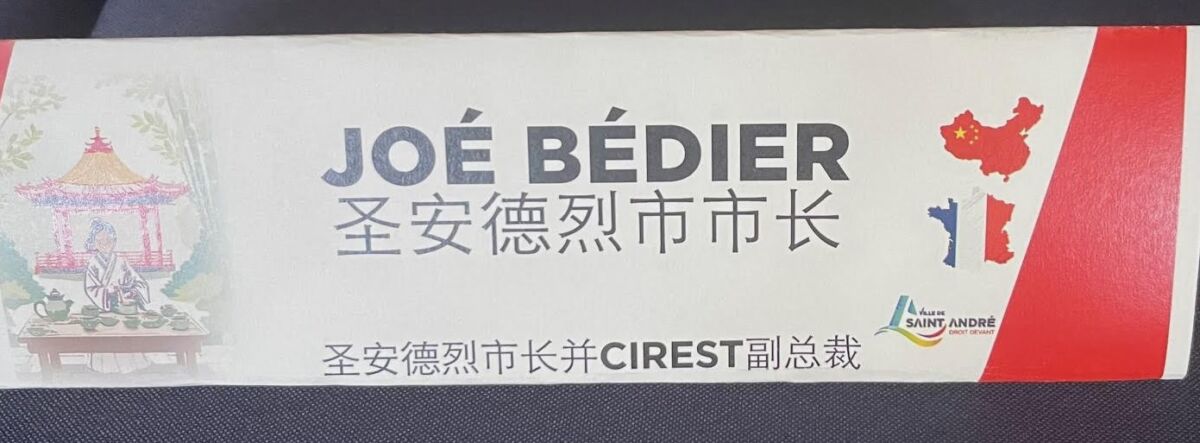 JOÉ BÉDIER
圣安德烈市市长
VILLE DE
SAINT ANDRÉ
DROIT DEVANT
圣安德烈市长并CIREST副总裁